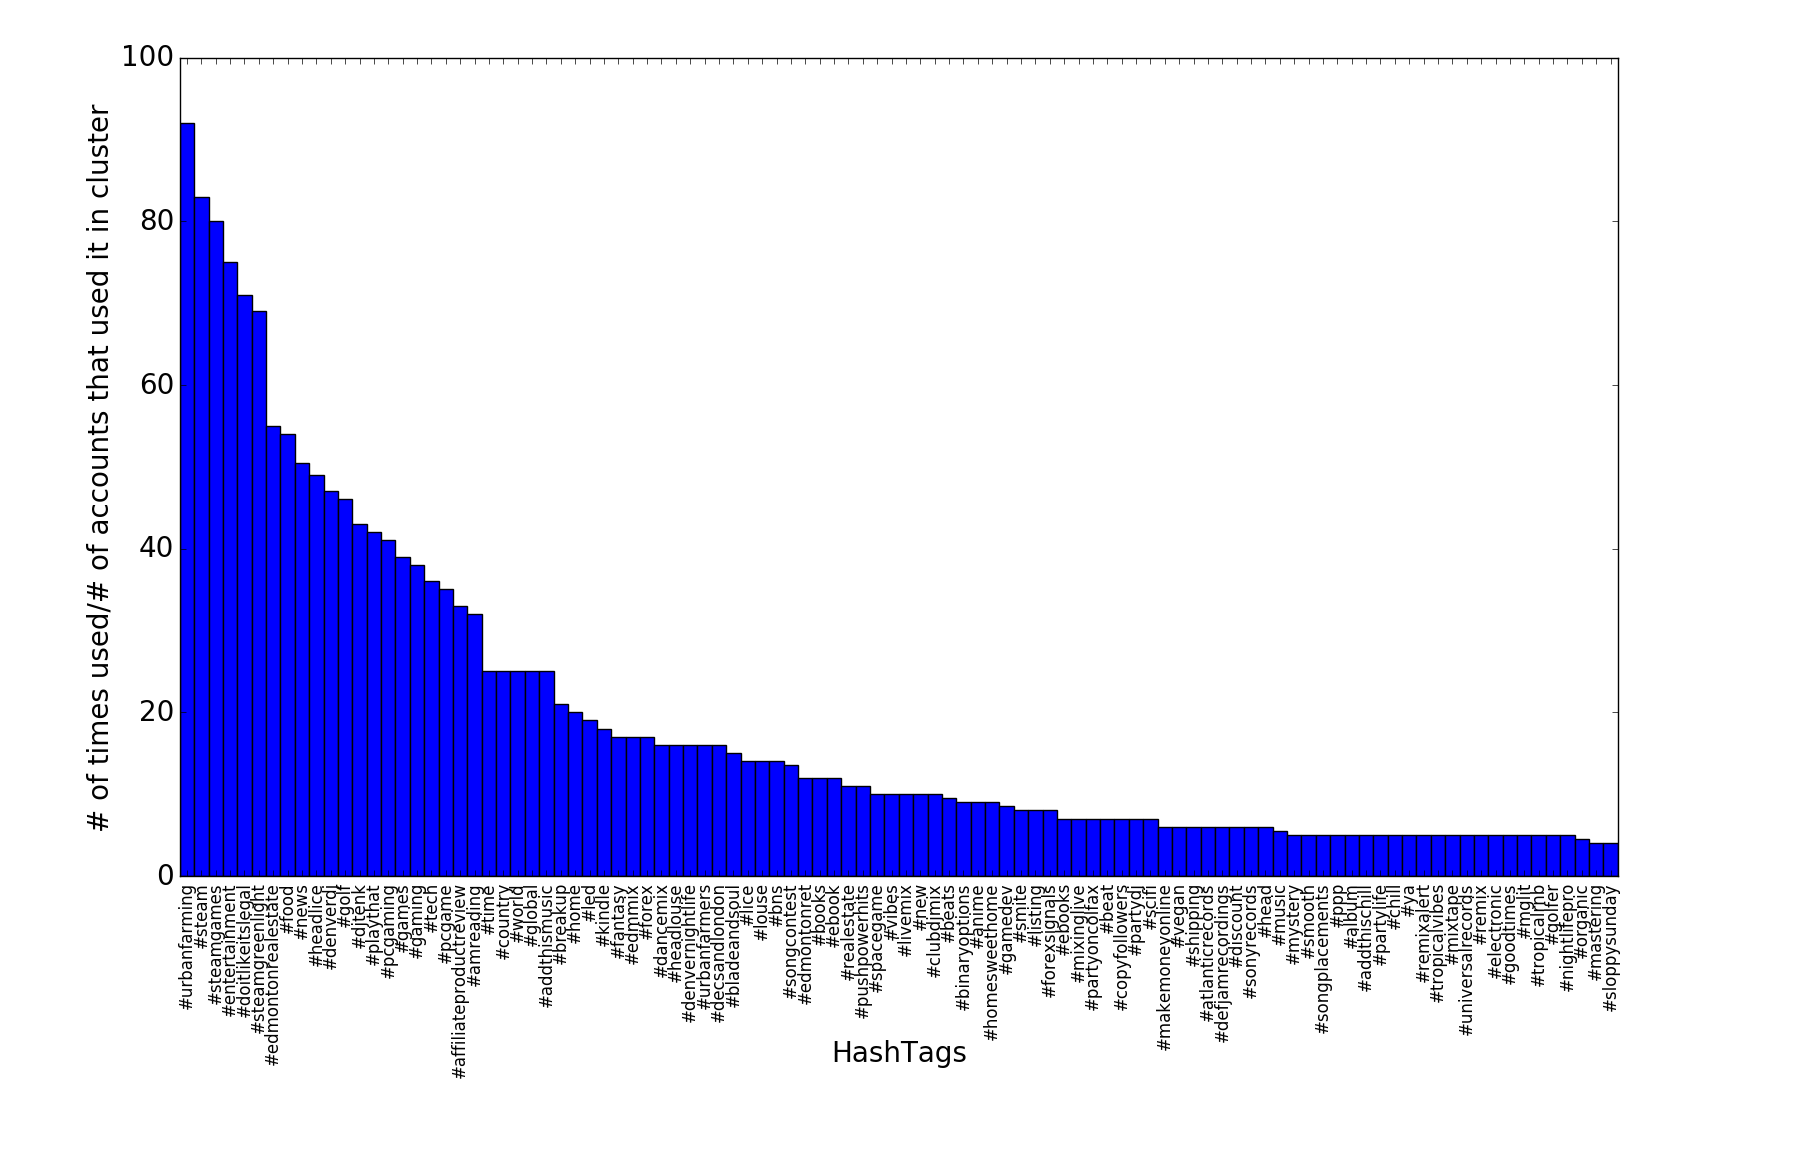 # of times used/# of accounts that used it in cluster
100
80
60
40
20
0
#urbanfarming
#steam
#steamgames
#entertainment
#doitlikeitslegal
#steamgreenlight
#edmontonrealestate
#food
#news
#headlice
#denverdj
#golf
#djtenk
#playthat
#pcgaming
#games
#gaming
#tech
#pcgame
#affiliateproductreview
#amreading
#time
#country
#world
#global
#addthismusic
#breakup
#home
#led
#kindle
#fantasy
#edmmix
#forex
#dancemix
#headlouse
#denvernightlife
#urbanfarmers
#decsandlondon
#bladeandsoul
#lice
#louse
#bns
#songcontest
#edmontonret
#books
#ebook
#realestate
#pushpowerhits
#spacegame
#vibes
#livemix
#new
#clubdjmix
#beats
#binaryoptions
#anime
#homesweethome
#gamedev
#smite
#listing
#forexsignals
#ebooks
#mixinglive
#partyoncolfax
#beat
#copyfollowers
#partydj
#scifi
#makemoneyonline
#vegan
#shipping
#atlanticrecords
#defjamrecordings
#discount
#sonyrecords
#head
#music
#mystery
#smooth
#songplacements
#ppp
#album
#addthischill
#partylife
#chill
#ya
#remixalert
#tropicalvibes
#mixtape
#universalrecords
#remix
#electronic
#goodtimes
#mglit
#tropicalrnb
#golfer
#nightlifepro
#organic
#mastering
#sloppysunday
HashTags